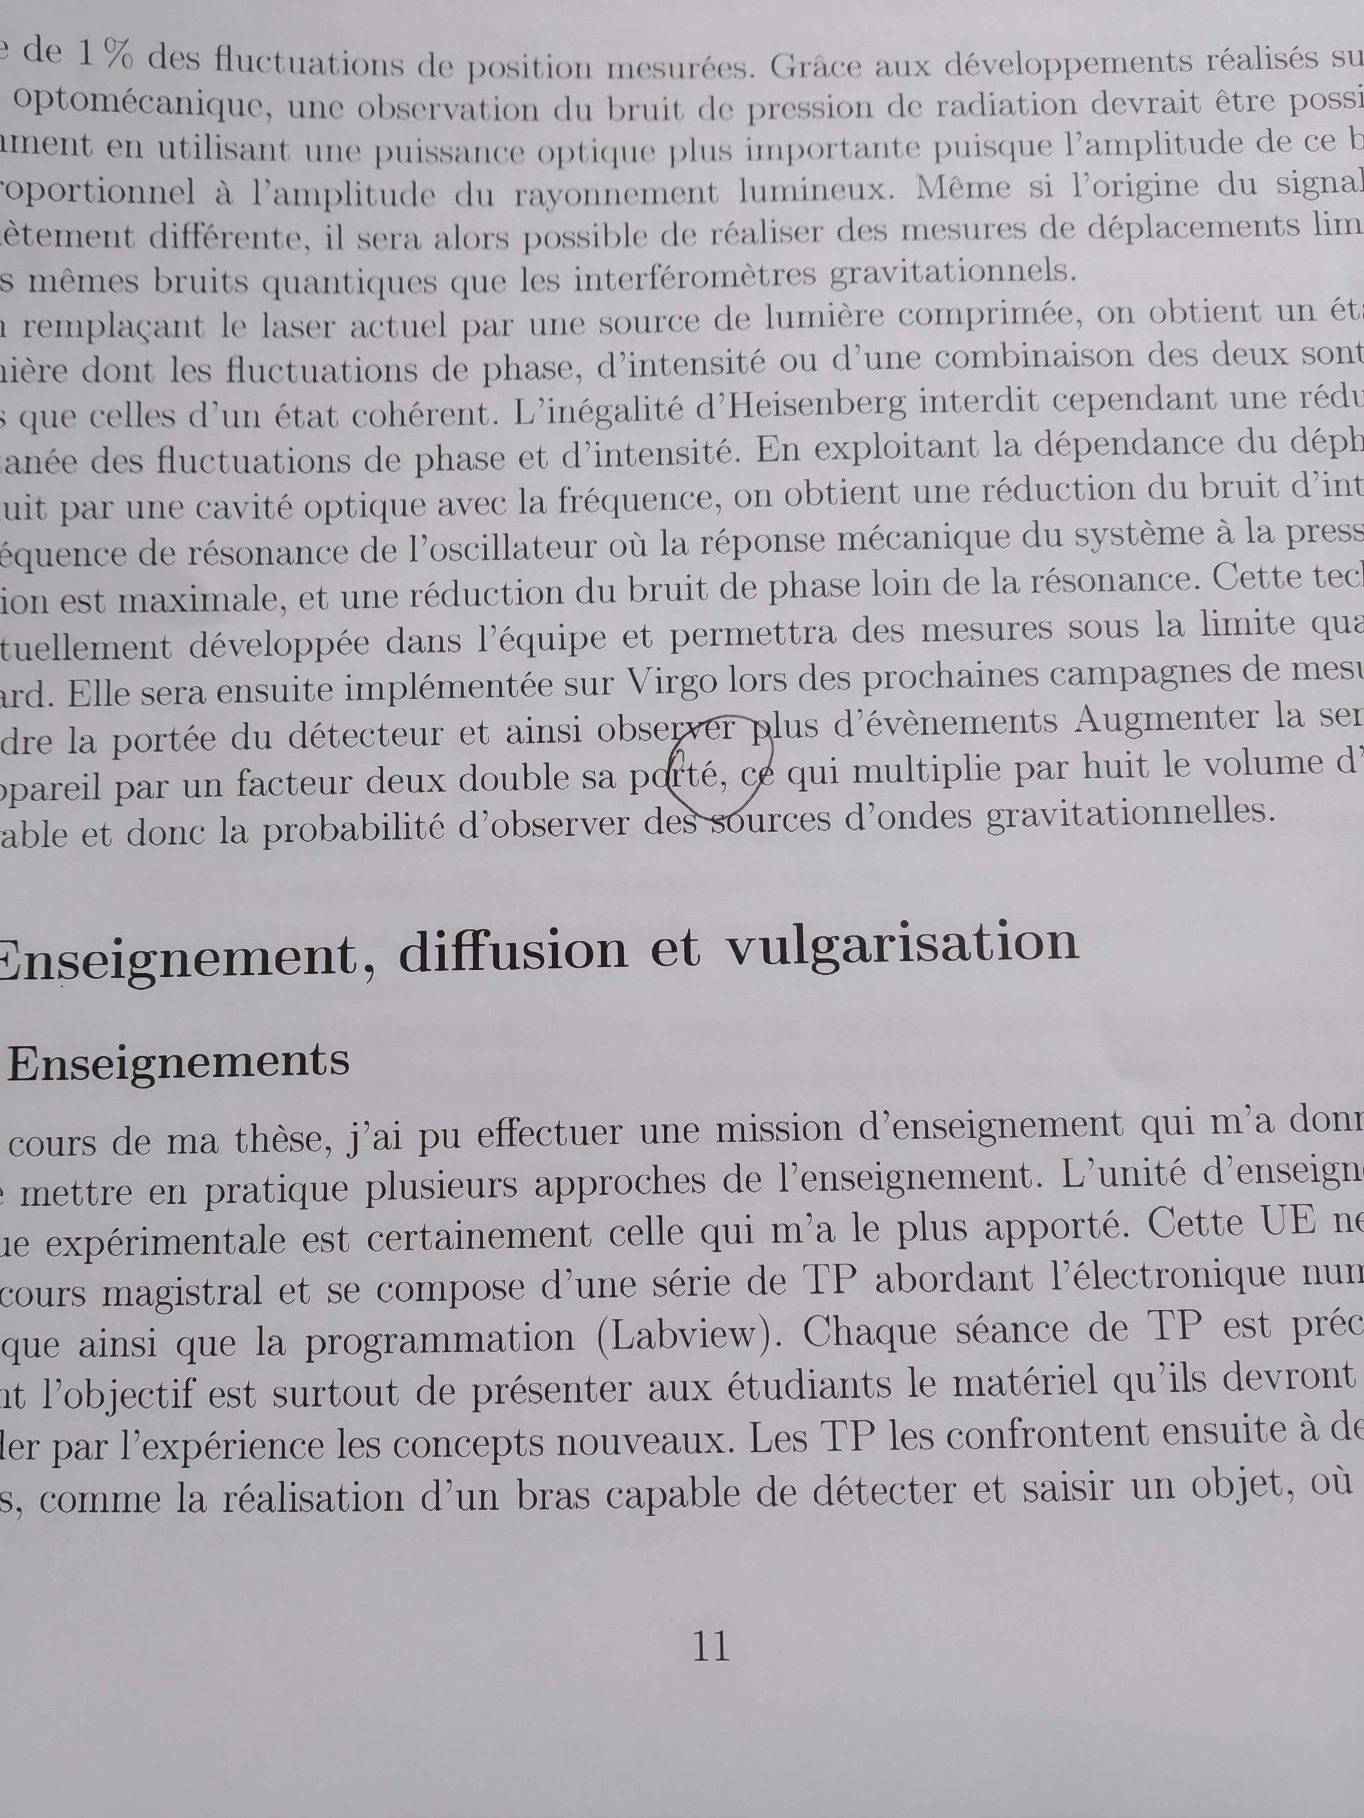 de 1 % des fluctuations de position mesurées. Grâce aux développements réalisés su
optomécanique, une observation du bruit de pression de radiation devrait être possi
ment en utilisant une puissance optique plus importante puisque l'amplitude de ce b
roportionnel à l'amplitude du rayonnement lumineux. Même si l'origine du signal
ètement différente, il sera alors possible de réaliser des mesures de déplacements lim
s mêmes bruits quantiques que les interféromètres gravitationnels.
remplaçant le laser actuel par une source de lumière comprimée, on obtient un ét
ière dont les fluctuations de phase, d'intensité ou d'une combinaison des deux sont
s que celles d'un état cohérent. L'inégalité d'Heisenberg interdit cependant une rédu
anée des fluctuations de phase et d'intensité. En exploitant la dépendance du déph
uit par une cavité optique avec la fréquence, on obtient une réduction du bruit d'int
équence de résonance de l'oscillateur où la réponse mécanique du système à la press
ion est maximale, et une réduction du bruit de phase loin de la résonance. Cette tec
tuellement développée dans l'équipe et permettra des mesures sous la limite qua
ard. Elle sera ensuite implémentée sur Virgo lors des prochaines campagnes de mesu
dre la portée du détecteur et ainsi observer plus d'évènements Augmenter la sen
ppareil par un facteur deux double sa porté, ce qui multiplie par huit le volume d'
able et donc la probabilité d'observer des sources d'ondes gravitationnelles.
Enseignement, diffusion et vulgarisation
Enseignements
cours de ma thèse, j'ai pu effectuer une mission d'enseignement qui m'a donn
e mettre en pratique plusieurs approches de l'enseignement. L'unité d'enseigne
ue expérimentale est certainement celle qui m'a le plus apporté. Cette UE ne
cours magistral et se compose d'une série de TP abordant l'électronique num
que ainsi que la programmation (Labview). Chaque séance de TP est préc
nt l'objectif est surtout de présenter aux étudiants le matériel qu'ils devront
der par l'expérience les concepts nouveaux. Les TP les confrontent ensuite à de
s, comme la réalisation d'un bras capable de détecter et saisir un objet, où
11